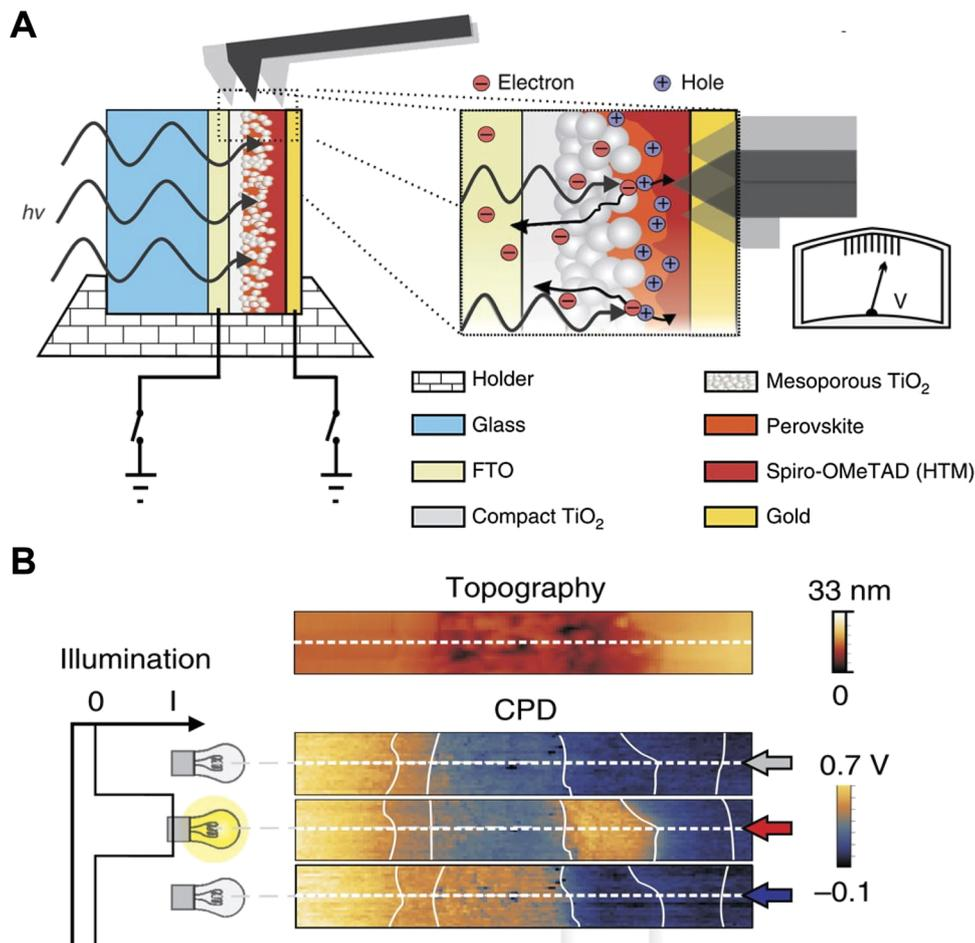 A
− Electron
+ Hole
hν
V
Holder
Glass
FTO
Compact TiO2
Mesoporous TiO2
Perovskite
Spiro-OMeTAD (HTM)
Gold
B
Topography
33 nm
0
Illumination
0 I
CPD
0.7 V
–0.1